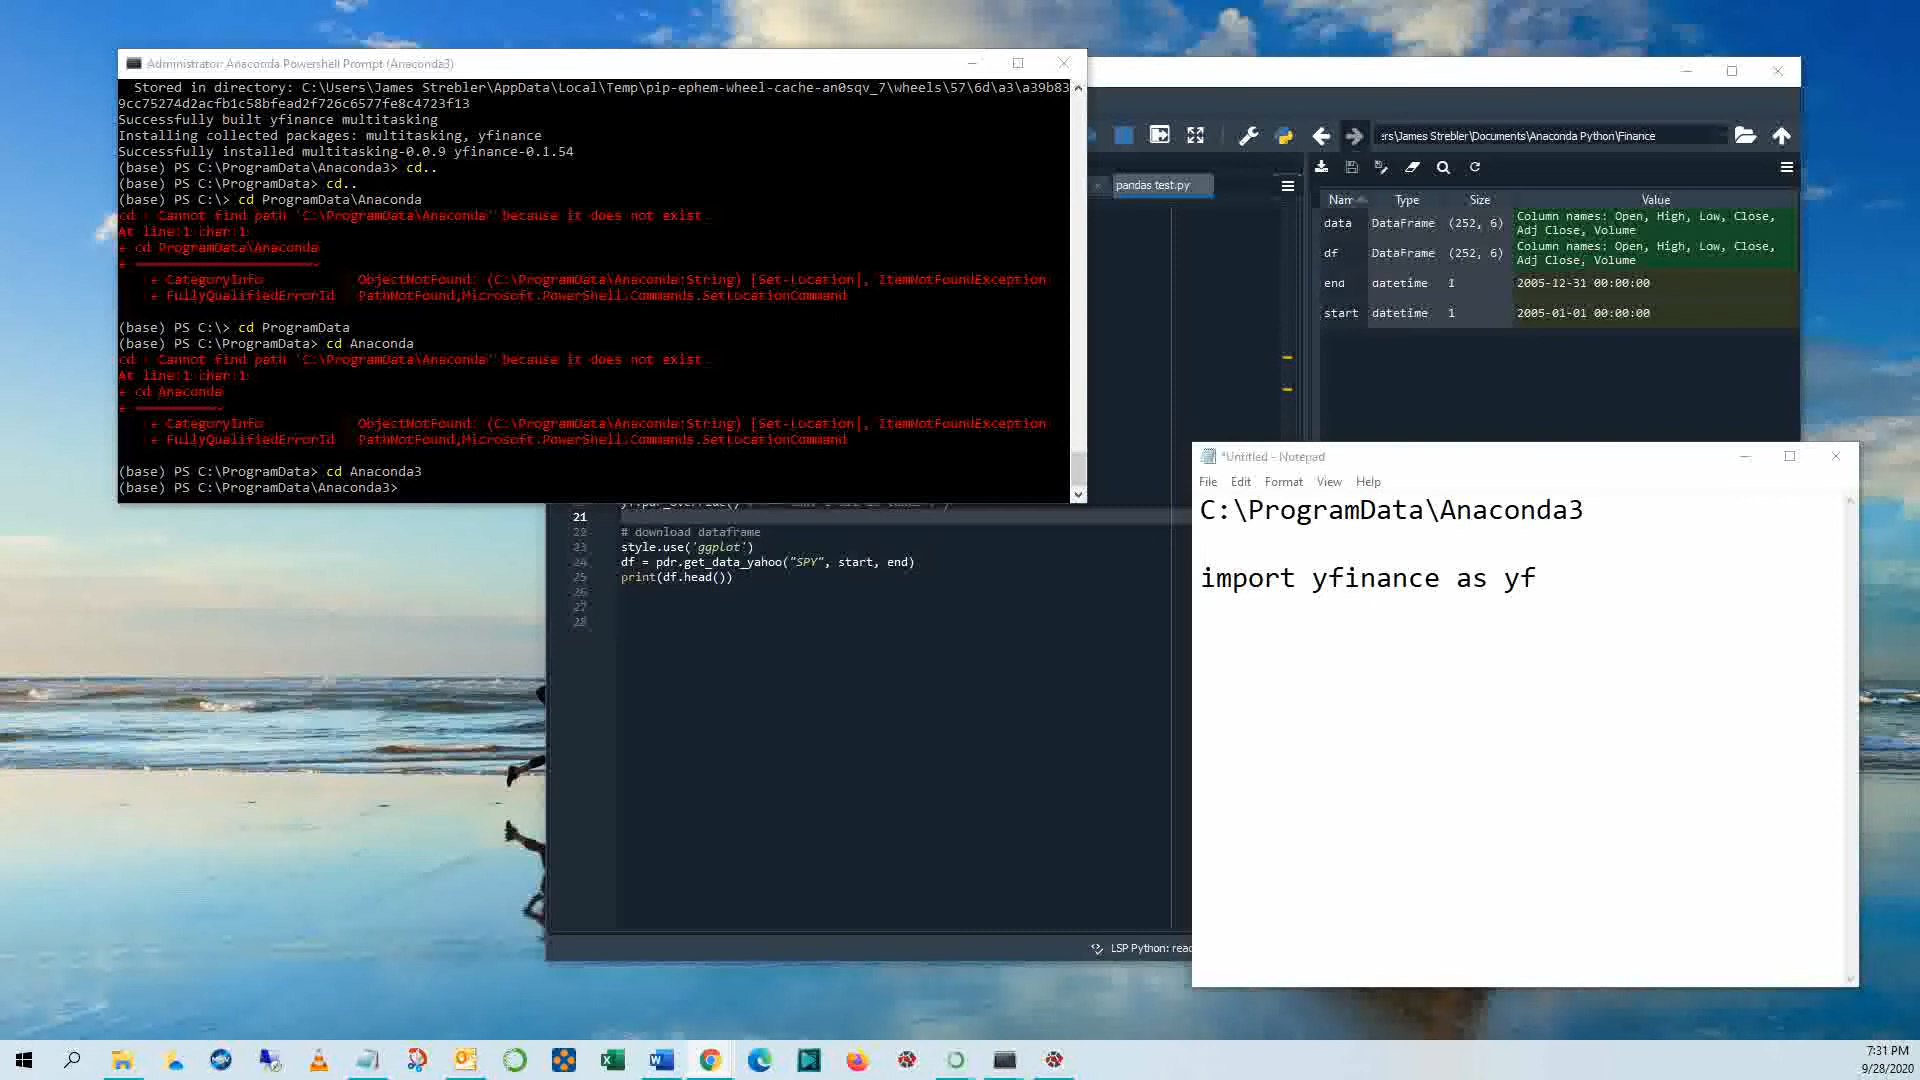 Administrator: Anaconda Powershell Prompt (Anaconda3)
Stored in directory: C:\Users\James Strebler\AppData\Local\Temp\pip-ephem-wheel-cache-an0sqv_7\wheels\57\6d\a3\a39b83
9cc75274d2acfb1c58bfead2f726c6577fe8c4723f13
Successfully built yfinance multitasking
Installing collected packages: multitasking, yfinance
Successfully installed multitasking-0.0.9 yfinance-0.1.54
(base) PS C:\ProgramData\Anaconda3> cd..
(base) PS C:\ProgramData> cd..
(base) PS C:\> cd ProgramData\Anaconda
cd : Cannot find path 'C:\ProgramData\Anaconda' because it does not exist.
At line:1 char:1
+ cd ProgramData\Anaconda
+ CategoryInfo : ObjectNotFound: (C:\ProgramData\Anaconda:String) [Set-Location], ItemNotFoundException
+ FullyQualifiedErrorId : PathNotFound,Microsoft.PowerShell.Commands.SetLocationCommand
(base) PS C:\> cd ProgramData
(base) PS C:\ProgramData> cd Anaconda
cd : Cannot find path 'C:\ProgramData\Anaconda' because it does not exist.
At line:1 char:1
+ cd Anaconda
+ CategoryInfo : ObjectNotFound: (C:\ProgramData\Anaconda:String) [Set-Location], ItemNotFoundException
+ FullyQualifiedErrorId : PathNotFound,Microsoft.PowerShell.Commands.SetLocationCommand
(base) PS C:\ProgramData> cd Anaconda3
(base) PS C:\ProgramData\Anaconda3>
ers\James Strebler\Documents\Anaconda Python\Finance
pandas test.py
Nam Type Size Value
data DataFrame (252, 6) Column names: Open, High, Low, Close,
Adj Close, Volume
df DataFrame (252, 6) Column names: Open, High, Low, Close,
Adj Close, Volume
end datetime 1 2005-12-31 00:00:00
start datetime 1 2005-01-01 00:00:00
21
22 # download dataframe
23 style.use('ggplot')
24 df = pdr.get_data_yahoo("SPY", start, end)
25 print(df.head())
26
27
28
LSP Python: read
*Untitled - Notepad
File Edit Format View Help
C:\ProgramData\Anaconda3
import yfinance as yf
7:31 PM
9/28/2020